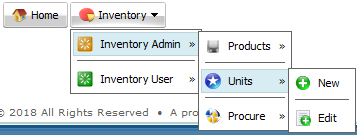 Home Inventory
Inventory Admin »
Inventory User »
Products »
Units »
Procure »
New
Edit
© 2018 All Rights Reserved • A pro